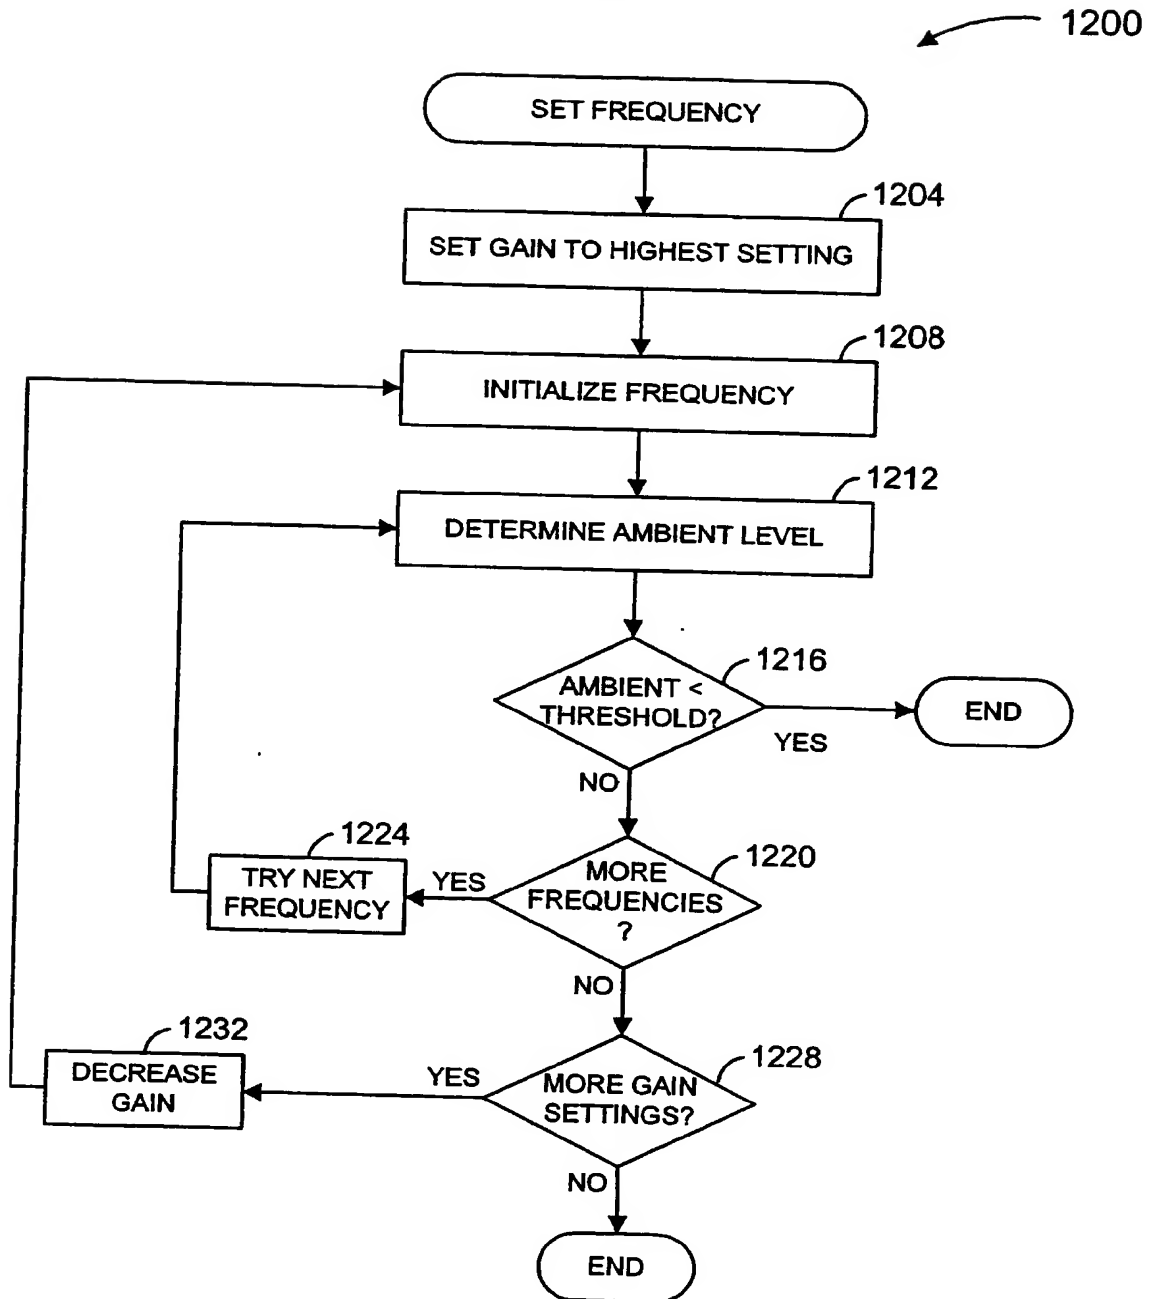 1200
SET FREQUENCY
1204
SET GAIN TO HIGHEST SETTING
1208
INITIALIZE FREQUENCY
1212
DETERMINE AMBIENT LEVEL
1216
AMBIENT <
THRESHOLD?
YES
END
NO
1220
MORE
FREQUENCIES
?
YES
1224
TRY NEXT
FREQUENCY
NO
1228
MORE GAIN
SETTINGS?
YES
1232
DECREASE
GAIN
NO
END